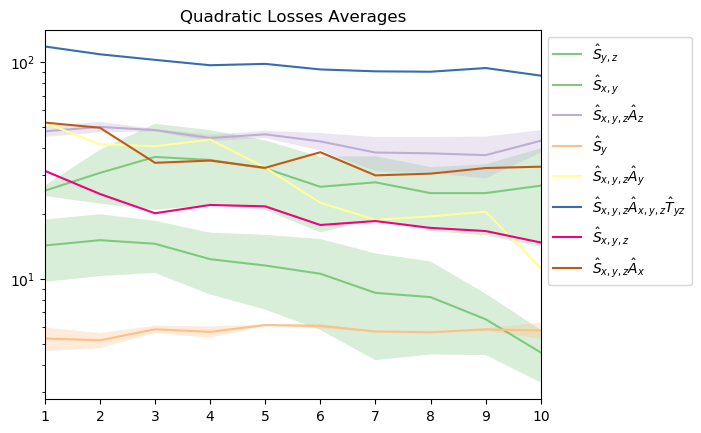 Quadratic Losses Averages
10²
10¹
1 2 3 4 5 6 7 8 9 10
Ŝ_{y,z}
Ŝ_{x,y}
Ŝ_{x,y,z}Â_z
Ŝ_y
Ŝ_{x,y,z}Â_y
Ŝ_{x,y,z}Â_{x,y,z}T̂_{yz}
Ŝ_{x,y,z}
Ŝ_{x,y,z}Â_x